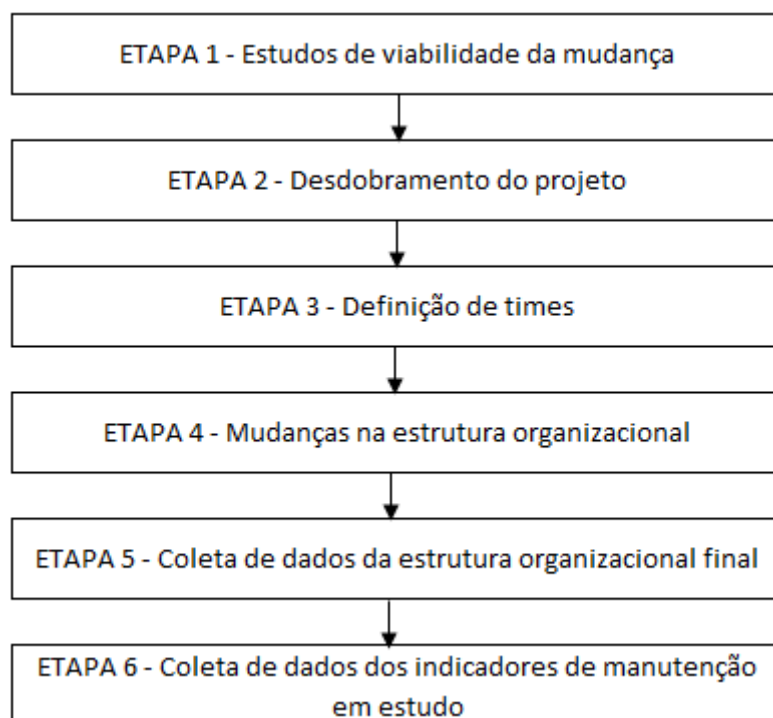 ETAPA 1 - Estudos de viabilidade da mudança
ETAPA 2 - Desdobramento do projeto
ETAPA 3 - Definição de times
ETAPA 4 - Mudanças na estrutura organizacional
ETAPA 5 - Coleta de dados da estrutura organizacional final
ETAPA 6 - Coleta de dados dos indicadores de manutenção
em estudo